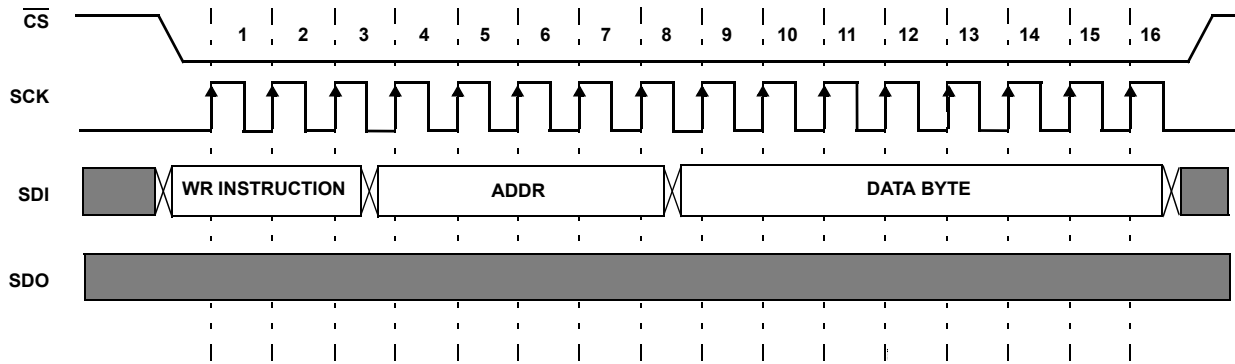 CS
1 2 3 4 5 6 7 8 9 10 11 12 13 14 15 16
SCK
SDI WR INSTRUCTION ADDR DATA BYTE
SDO